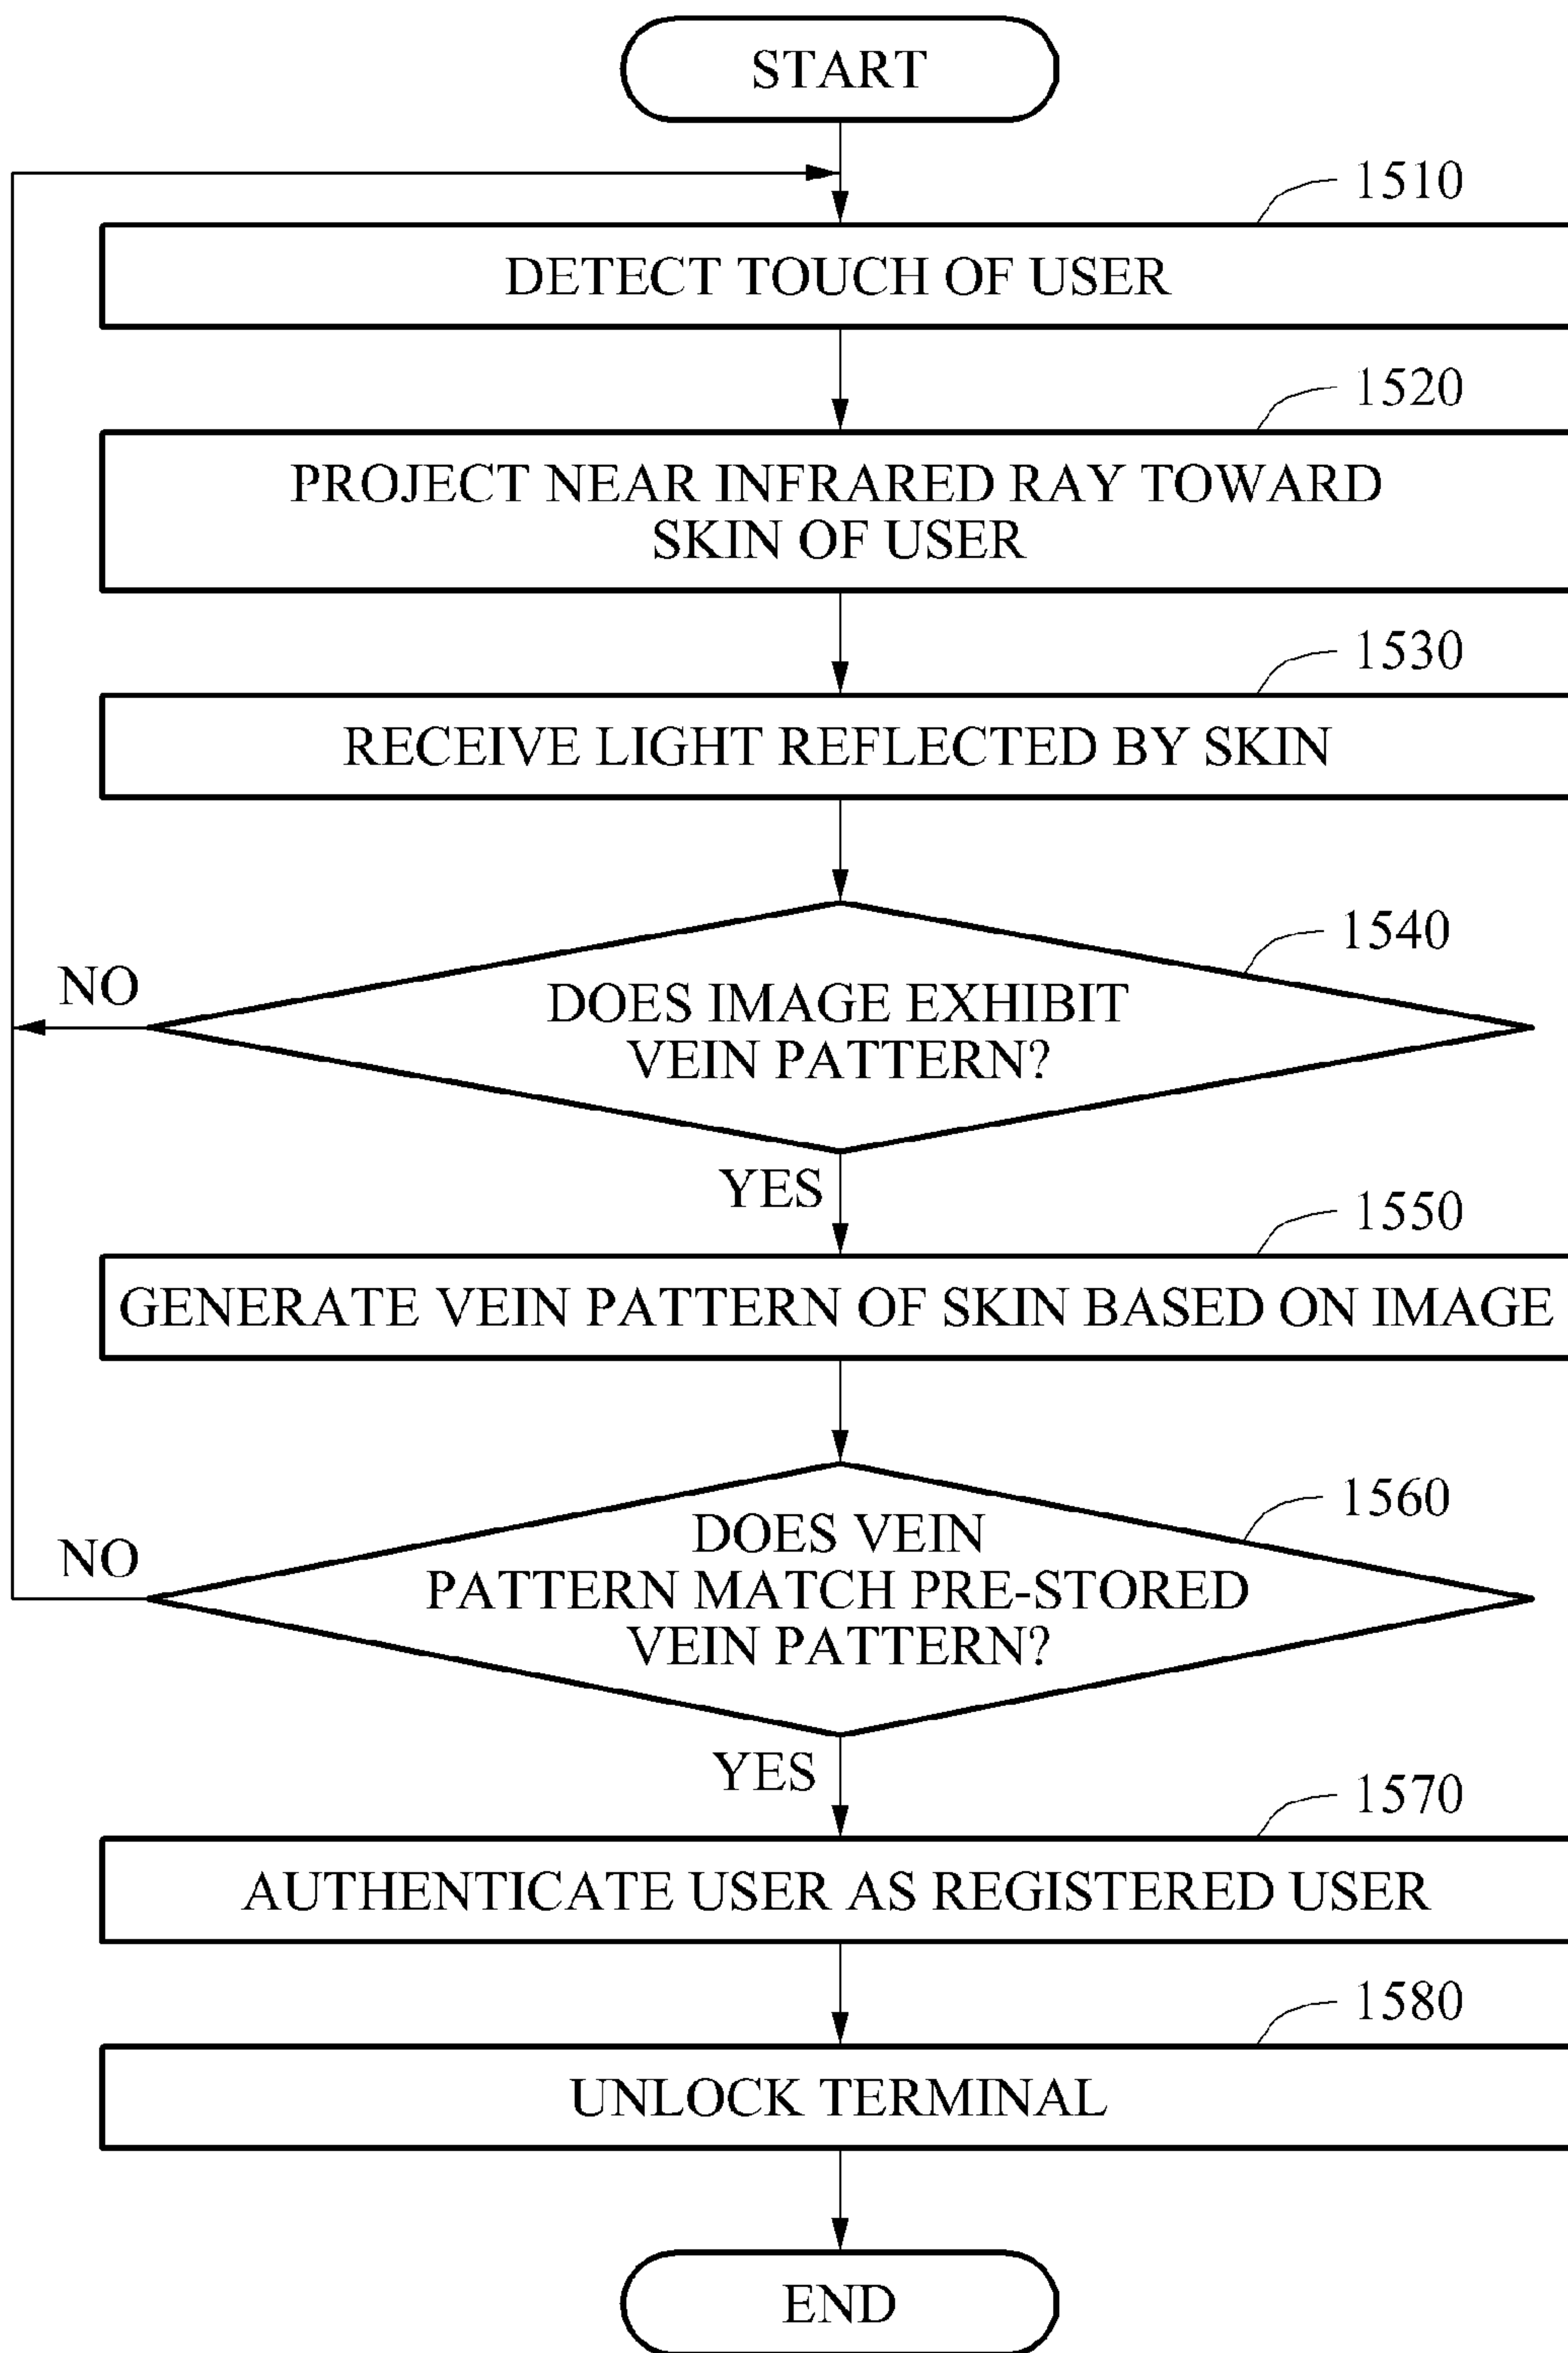 START
1510
DETECT TOUCH OF USER
1520
PROJECT NEAR INFRARED RAY TOWARD
SKIN OF USER
1530
RECEIVE LIGHT REFLECTED BY SKIN
1540
NO
DOES IMAGE EXHIBIT
VEIN PATTERN?
YES
1550
GENERATE VEIN PATTERN OF SKIN BASED ON IMAGE
1560
NO
DOES VEIN
PATTERN MATCH PRE-STORED
VEIN PATTERN?
YES
1570
AUTHENTICATE USER AS REGISTERED USER
1580
UNLOCK TERMINAL
END